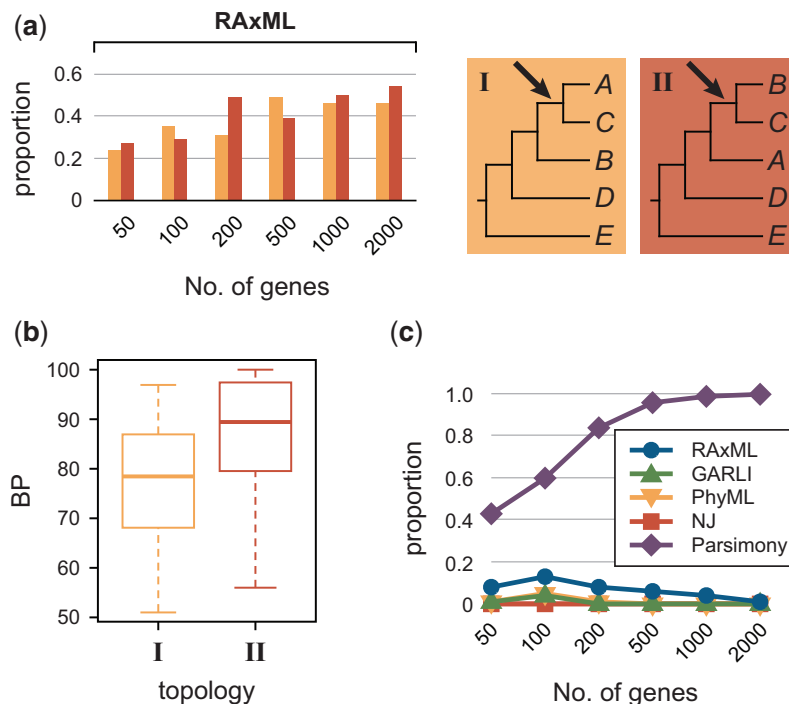 (a)
RAxML
proportion
0.6
0.4
0.2
0
50
100
200
500
1000
2000
No. of genes
I
A
C
B
D
E
II
B
C
A
D
E
(b)
BP
100
90
80
70
60
50
I
II
topology
(c)
proportion
1.0
0.8
0.6
0.4
0.2
0
RAxML
GARLI
PhyML
NJ
Parsimony
50
100
200
500
1000
2000
No. of genes